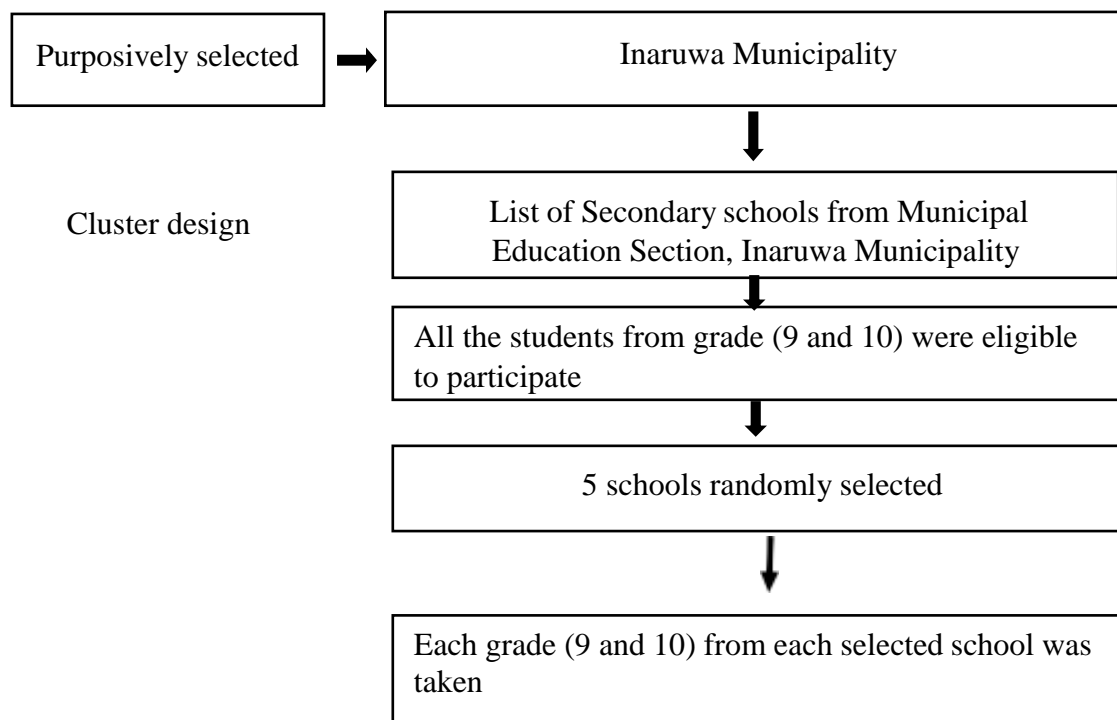 Purposively selected
Inaruwa Municipality
Cluster design
List of Secondary schools from Municipal
Education Section, Inaruwa Municipality
All the students from grade (9 and 10) were eligible
to participate
5 schools randomly selected
Each grade (9 and 10) from each selected school was
taken